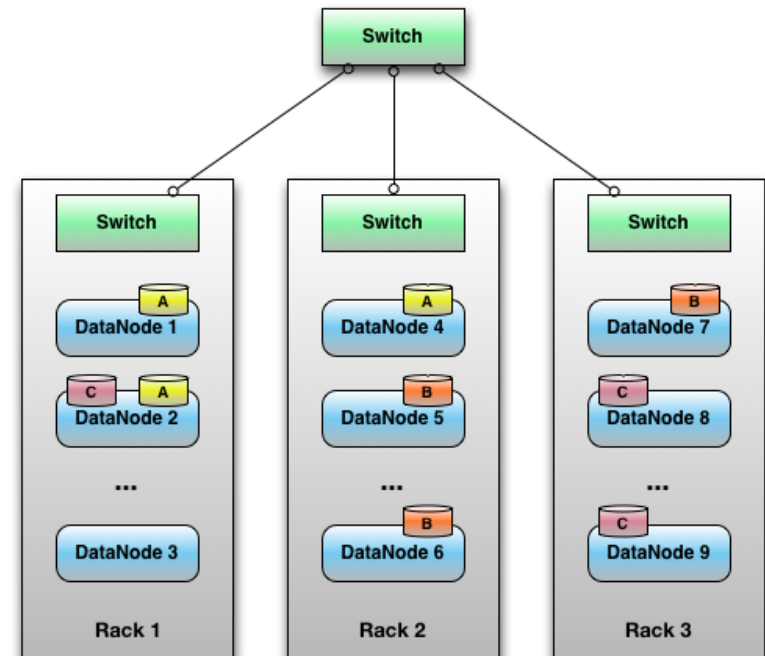 Switch
Switch
A
DataNode 1
C A
DataNode 2
...
DataNode 3
Rack 1
Switch
A
DataNode 4
B
DataNode 5
...
B
DataNode 6
Rack 2
Switch
B
DataNode 7
C
DataNode 8
...
C
DataNode 9
Rack 3